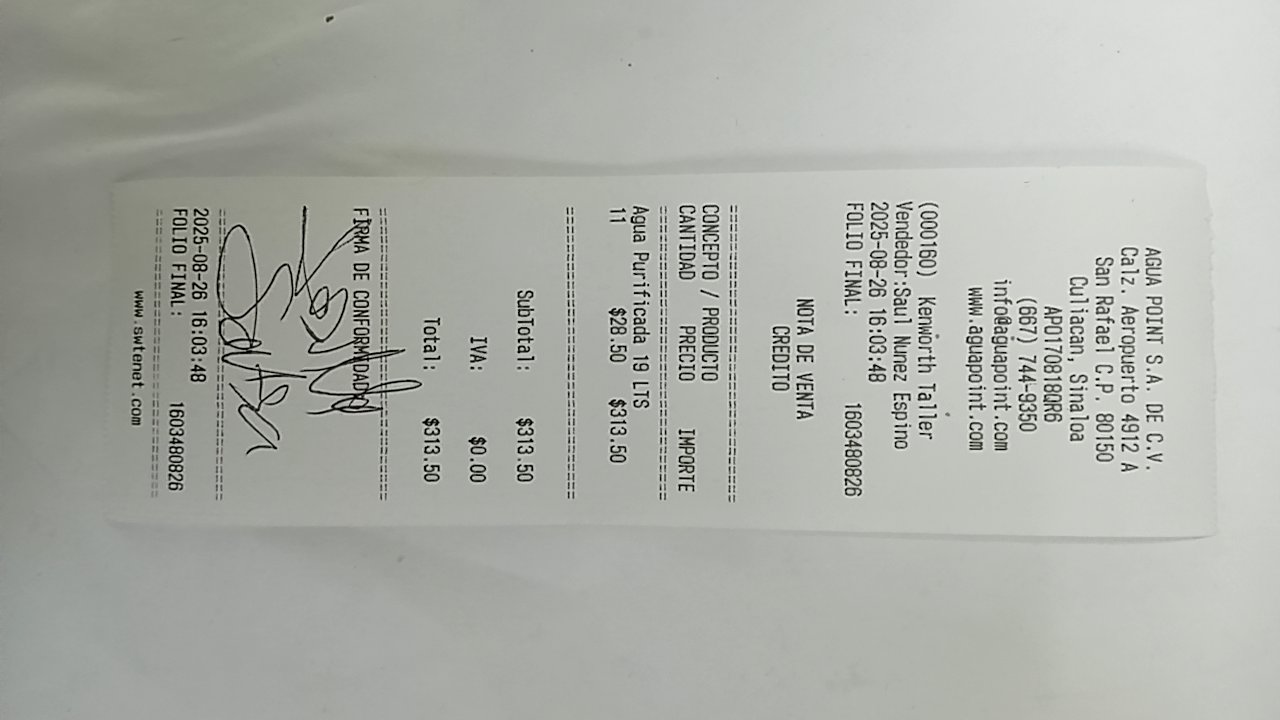 AGUA POINT S.A. DE C.V.
Calz. Aeropuerto 4912 A
San Rafael C.P. 80150
Culiacan, Sinaloa
APO170818QR6
(667) 744-9350
info@aguapoint.com
www.aguapoint.com
(000160) Kenworth Taller
Vendedor:Saul Nunez Espino
2025-08-26 16:03:48
FOLIO FINAL: 1603480826
NOTA DE VENTA
CREDITO
CONCEPTO / PRODUCTO
CANTIDAD PRECIO IMPORTE
Agua Purificada 19 LTS
11 $28.50 $313.50
SubTotal: $313.50
IVA: $0.00
Total: $313.50
FIRMA DE CONFORMIDAD
2025-08-26 16:03:48
FOLIO FINAL: 1603480826
www.swtenet.com